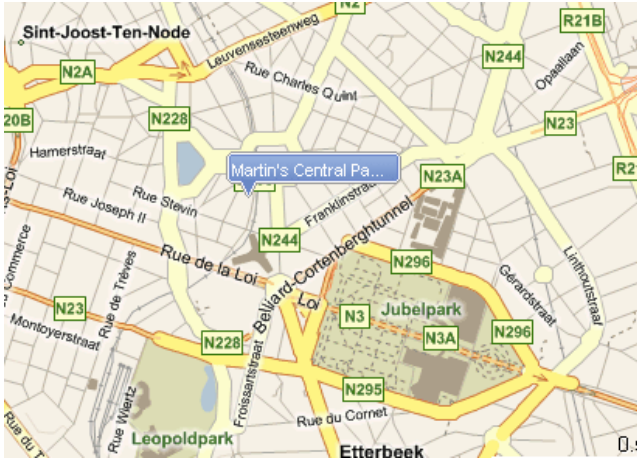 N2
Sint-Joost-Ten-Node
R21B
Leuvensesteenweg
N244
N2A
Rue Charles Quint
Opaallaan
20B
N228
N23
Hamerstraat
Martin's Central Pa...
R2
N23A
Rue Stevin
Rue Joseph II
Franklinstraat
N244
Rue de la Loi
Belliard-Cortenberghtunnel
N296
Linthoutstraat
Gérardstraat
Commerce
Rue de Trèves
N23
Loi
N3
Jubelpark
N3A
N296
Montoyerstraat
N228
Froissartstraat
N295
Rue Wiertz
Rue du Cornet
Leopoldpark
Etterbeek